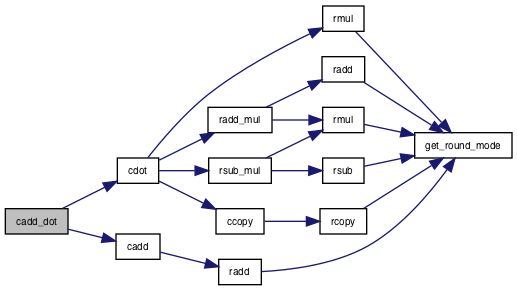 rmul
radd
radd_mul
rmul
get_round_mode
cdot
rsub_mul
rsub
cadd_dot
ccopy
rcopy
cadd
radd